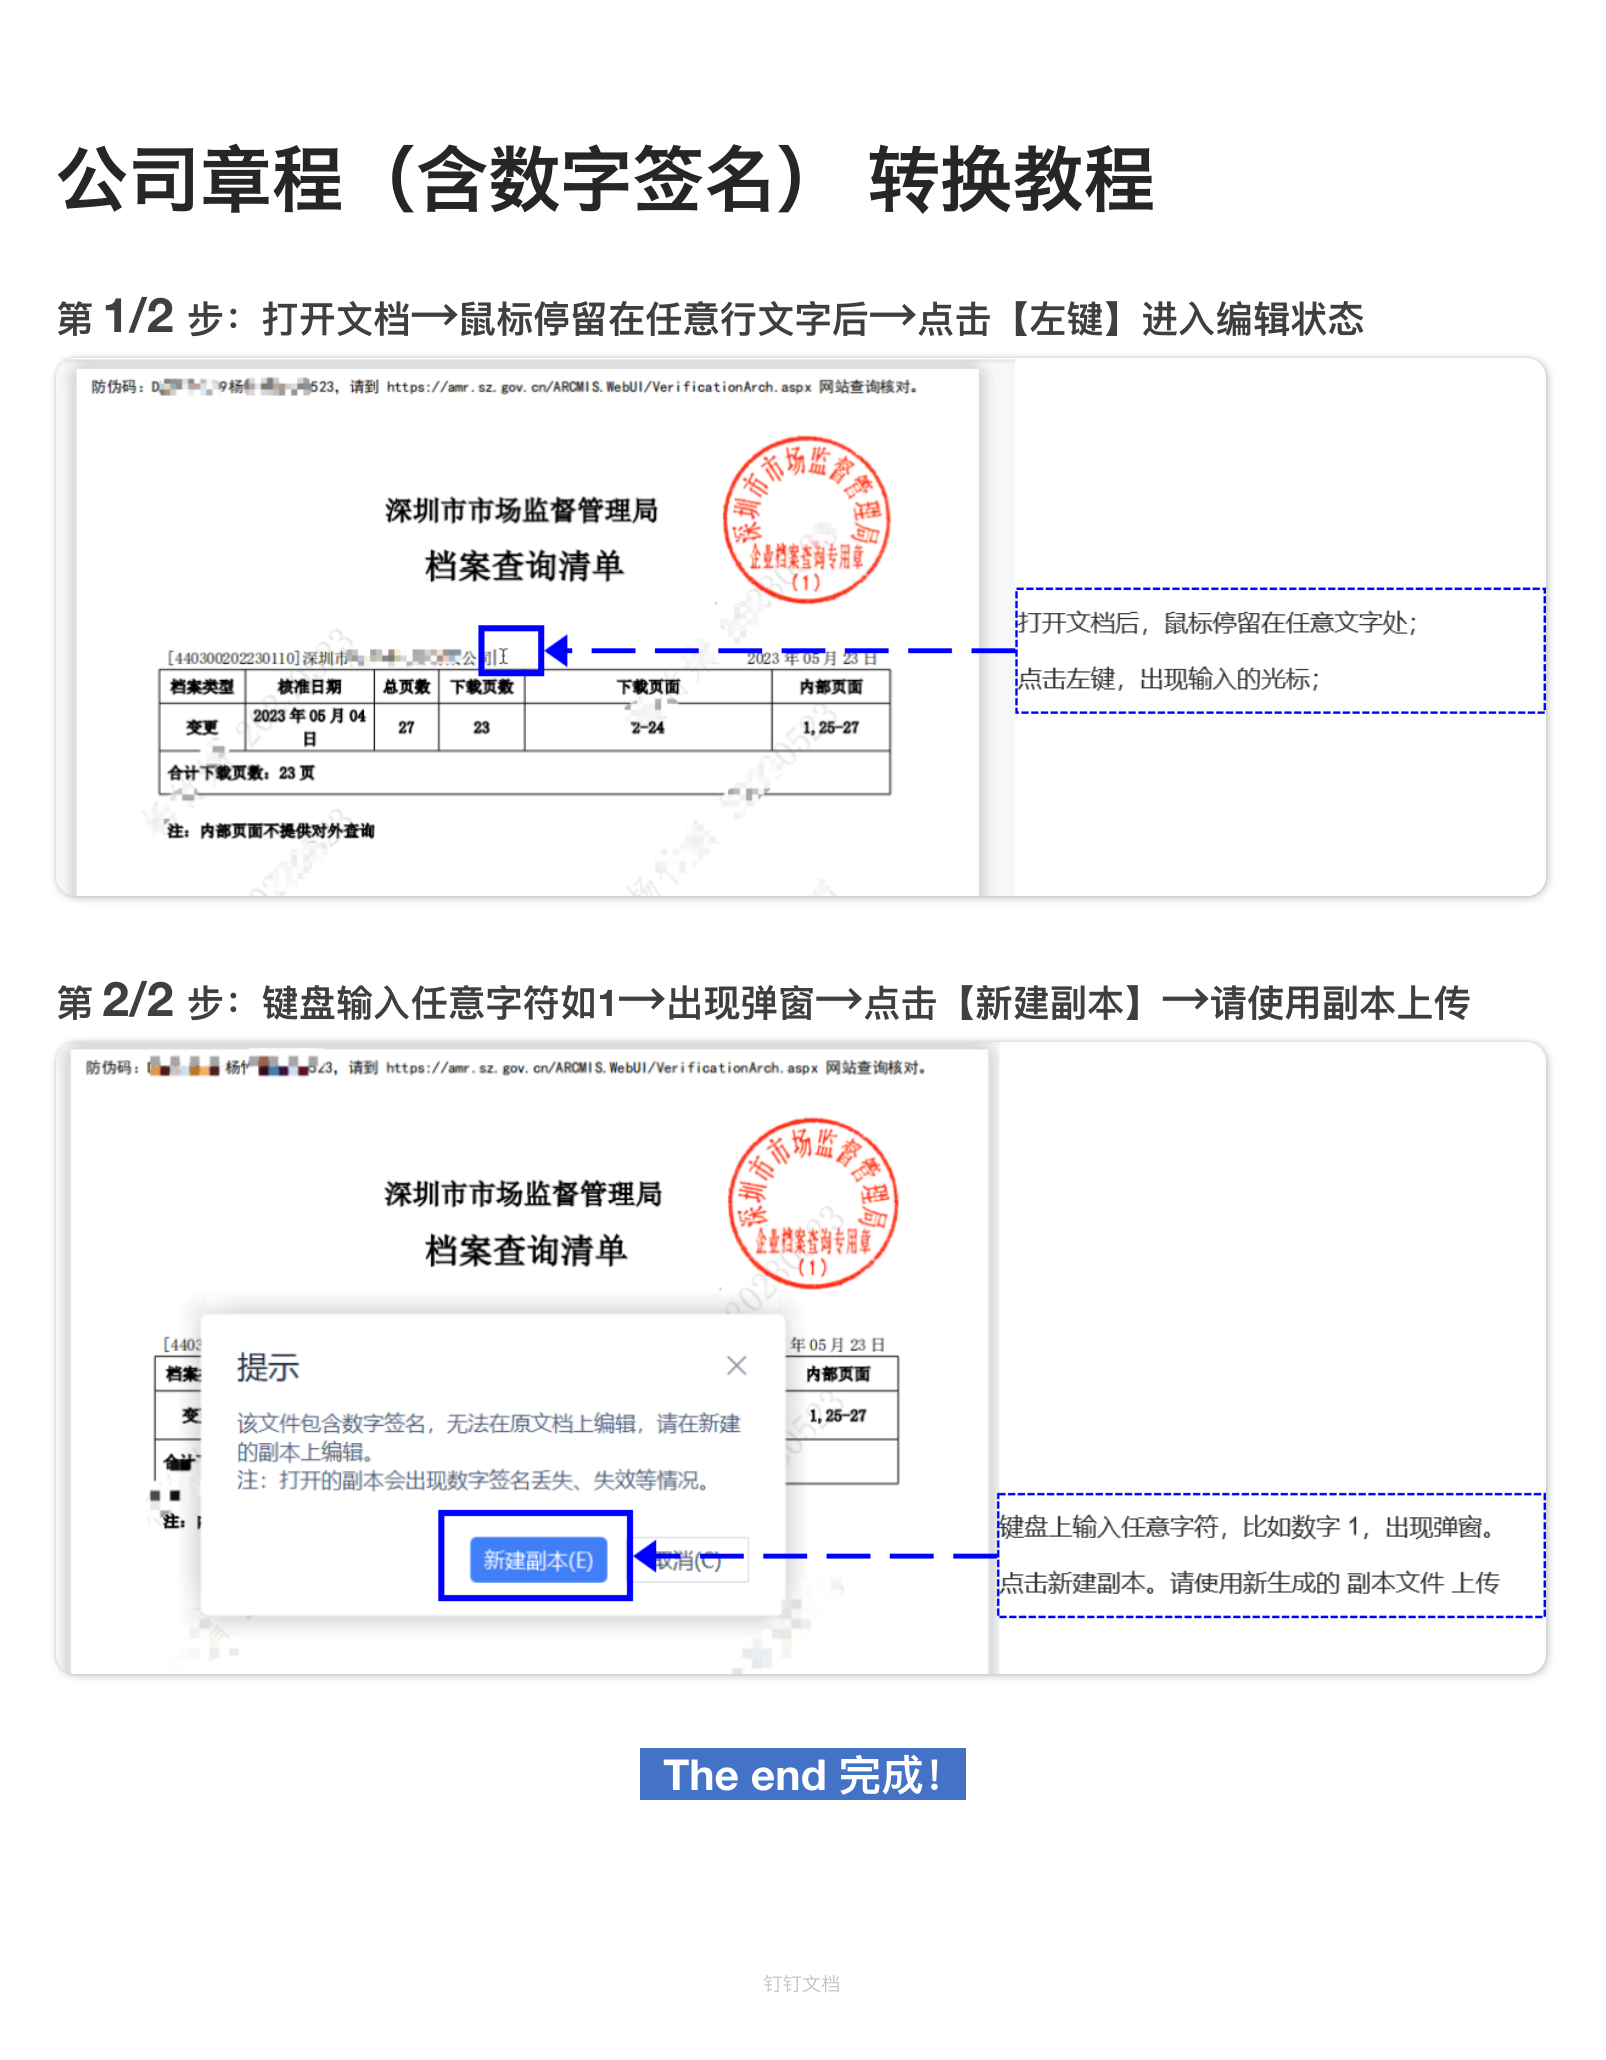 公司章程（含数字签名） 转换教程
第 1/2 步：打开文档→鼠标停留在任意行文字后→点击【左键】进入编辑状态
防伪码：D 9杨 523，请到 https://amr.sz.gov.cn/ARCMIS.WebUI/VerificationArch.aspx 网站查询核对。
深圳市市场监督管理局
企业档案查询专用章
(1)
深圳市市场监督管理局
档案查询清单
[440300202230110]深圳市 公司 2023 年 05 月 23 日
档案类型 核准日期 总页数 下载页数 下载页面 内部页面
变更 2023 年 05 月 04 日 27 23 2-24 1,25-27
合计下载页数：23 页
注：内部页面不提供对外查询
打开文档后，鼠标停留在任意文字处；
点击左键，出现输入的光标；
第 2/2 步：键盘输入任意字符如1→出现弹窗→点击【新建副本】→请使用副本上传
防伪码： 杨 523，请到 https://amr.sz.gov.cn/ARCMIS.WebUI/VerificationArch.aspx 网站查询核对。
深圳市市场监督管理局
企业档案查询专用章
(1)
深圳市市场监督管理局
档案查询清单
[4403 年 05 月 23 日
档案 内部页面
变 1,25-27
合计
注：
提示
该文件包含数字签名，无法在原文档上编辑，请在新建
的副本上编辑。
注：打开的副本会出现数字签名丢失、失效等情况。
新建副本(E) 取消(C)
键盘上输入任意字符，比如数字 1，出现弹窗。
点击新建副本。请使用新生成的 副本文件 上传
The end 完成！
钉钉文档